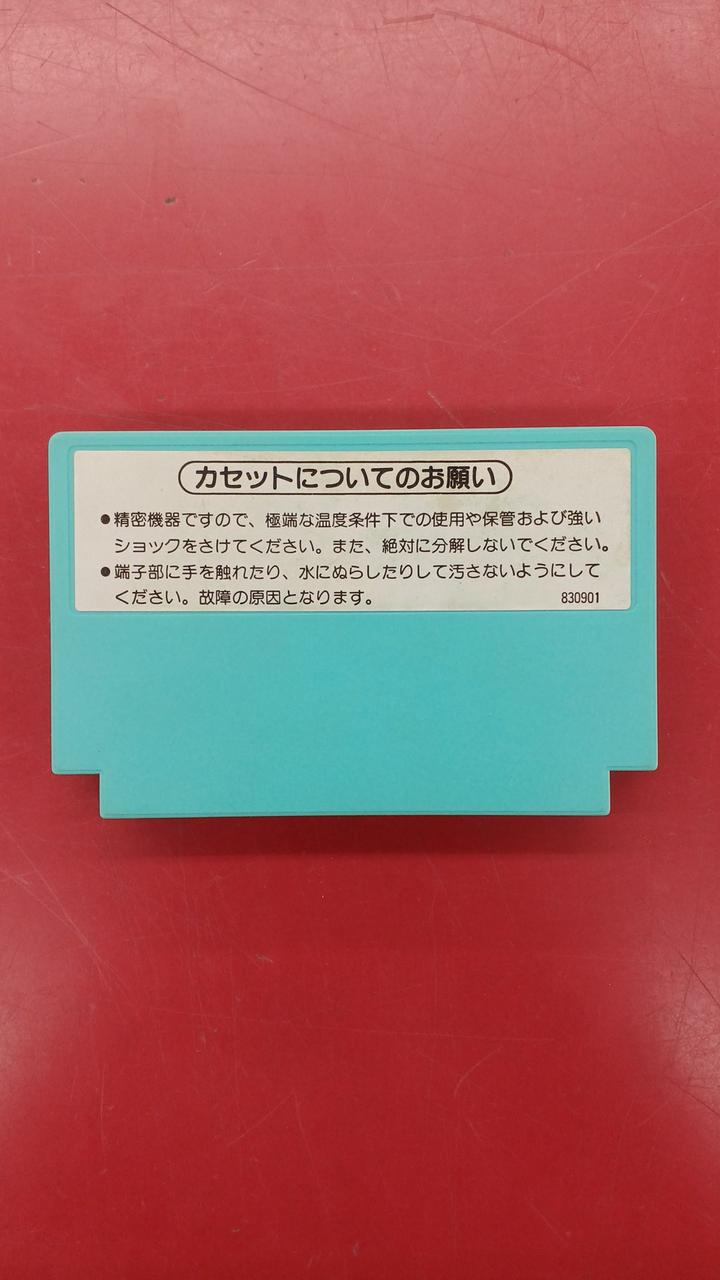 カセットについてのお願い
●精密機器ですので、極端な温度条件下での使用や保管および強い
ショックをさけてください。また、絶対に分解しないでください。
●端子部に手を触れたり、水にぬらしたりして汚さないようにして
ください。故障の原因となります。 830901